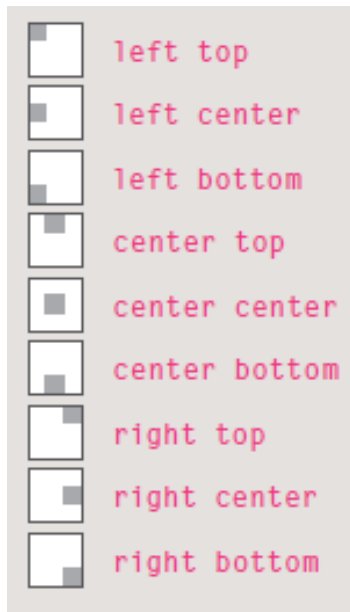 left top
left center
left bottom
center top
center center
center bottom
right top
right center
right bottom